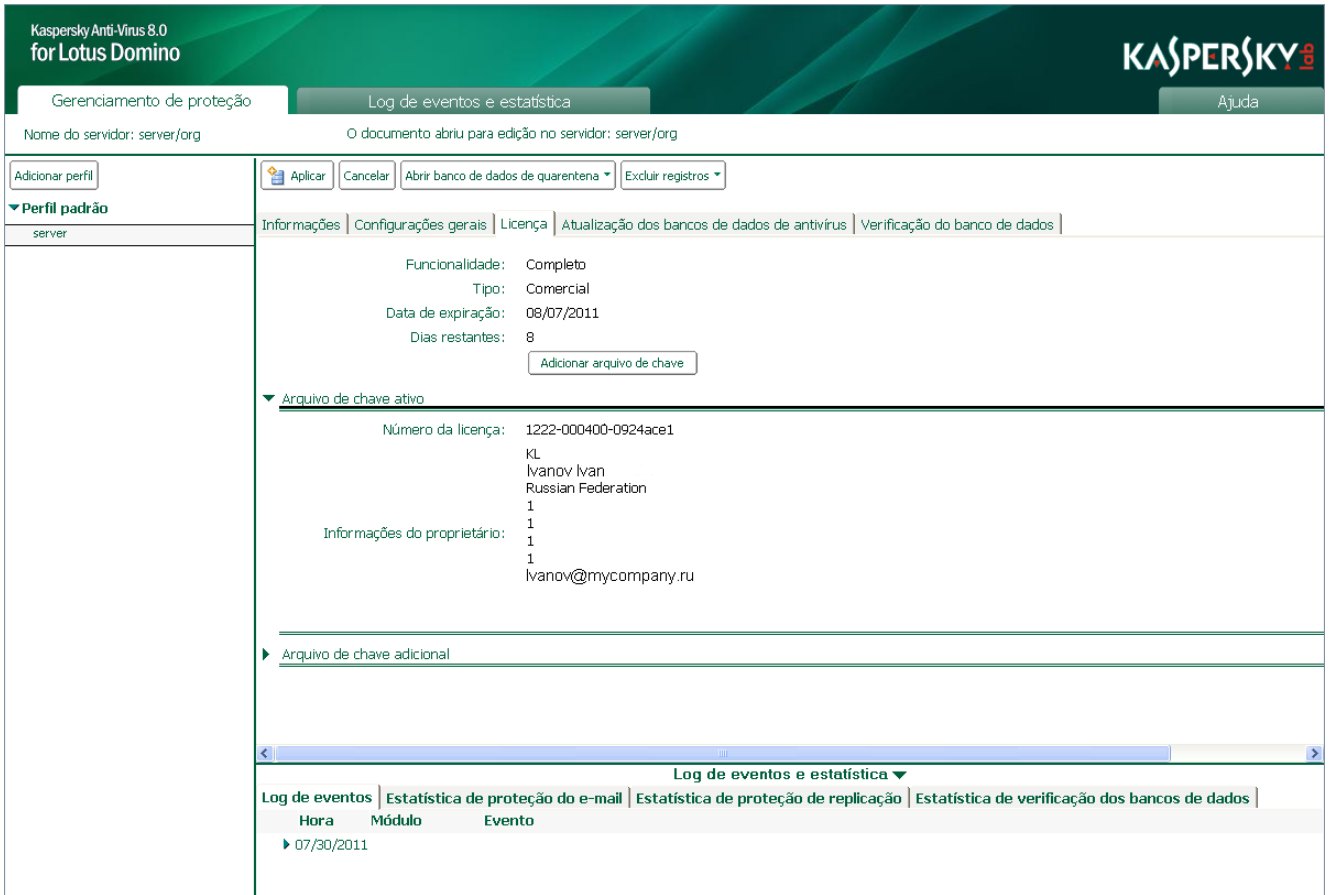 Kaspersky Anti-Virus 8.0
for Lotus Domino
KASPERSKY lab
Gerenciamento de proteção
Log de eventos e estatística
Ajuda
Nome do servidor: server/org
O documento abriu para edição no servidor: server/org
Adicionar perfil
Aplicar
Cancelar
Abrir banco de dados de quarentena
Excluir registros
Perfil padrão
server
Informações
Configurações gerais
Licença
Atualização dos bancos de dados de antivírus
Verificação do banco de dados
Funcionalidade: Completo
Tipo: Comercial
Data de expiração: 08/07/2011
Dias restantes: 8
Adicionar arquivo de chave
Arquivo de chave ativo
Número da licença: 1222-000400-0924ace1
Informações do proprietário:
KL
Ivanov Ivan
Russian Federation
1
1
1
1
Ivanov@mycompany.ru
Arquivo de chave adicional
Log de eventos e estatística
Log de eventos
Estatística de proteção do e-mail
Estatística de proteção de replicação
Estatística de verificação dos bancos de dados
Hora Módulo Evento
07/30/2011